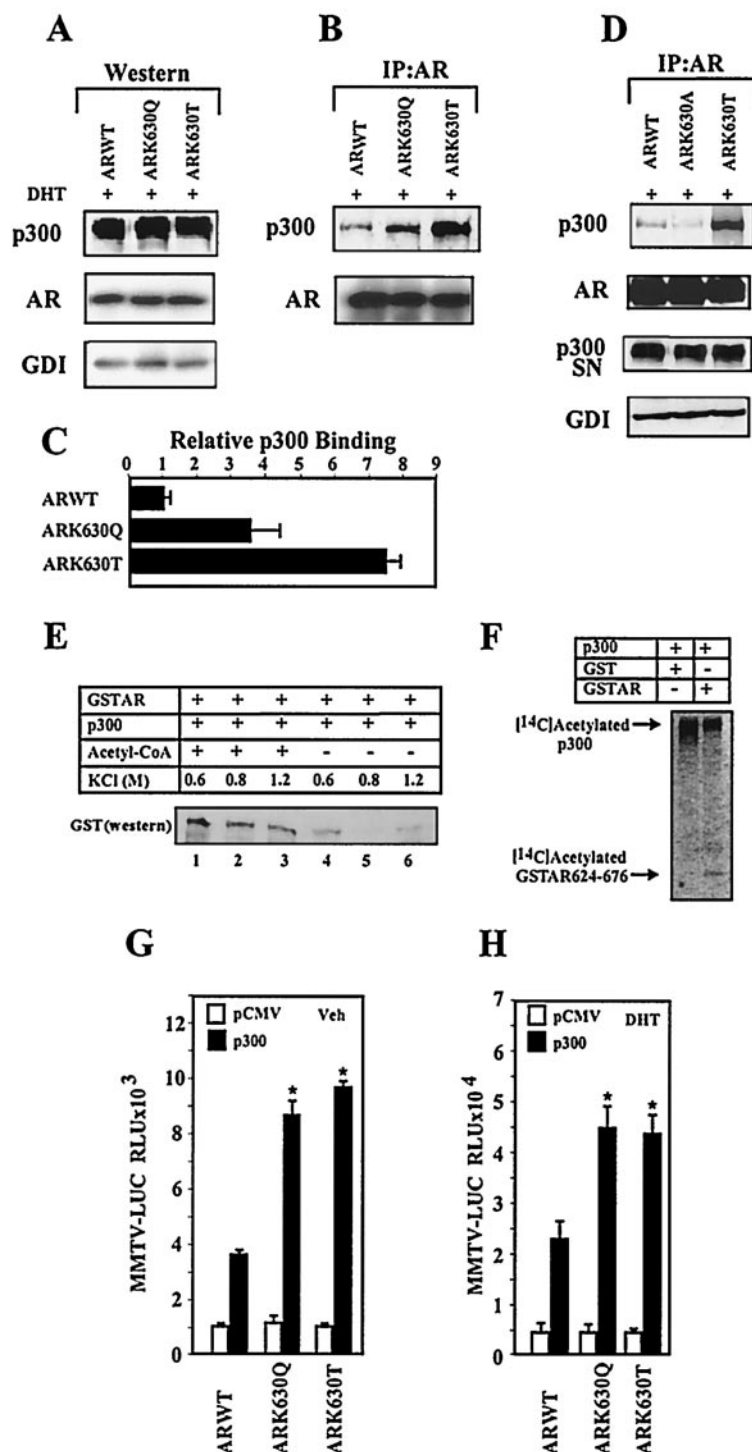 A
Western
ARWT
ARK630Q
ARK630T
DHT + + +
p300
AR
GDI
B
IP:AR
ARWT
ARK630Q
ARK630T
+ + +
p300
AR
D
IP:AR
ARWT
ARK630A
ARK630T
+ + +
p300
AR
p300 
SN
GDI
C
Relative p300 Binding
0 1 2 3 4 5 6 7 8 9
ARWT
ARK630Q
ARK630T
E
GSTAR + + + + + +
p300 + + + + + +
Acetyl-CoA + + + - - -
KCl (M) 0.6 0.8 1.2 0.6 0.8 1.2
GST(western)
1 2 3 4 5 6
F
p300 + +
GST + -
GSTAR - +
[14C]Acetylated
p300
[14C]Acetylated
GSTAR624-676
G
MMTV-LUC RLUx10 3
12
10
8
6
4
2
1
0
pCMV Veh
p300
* *
ARWT
ARK630Q
ARK630T
H
MMTV-LUC RLUx10 4
7
6
5
4
3
2
1
0
pCMV DHT
p300
* *
ARWT
ARK630Q
ARK630T